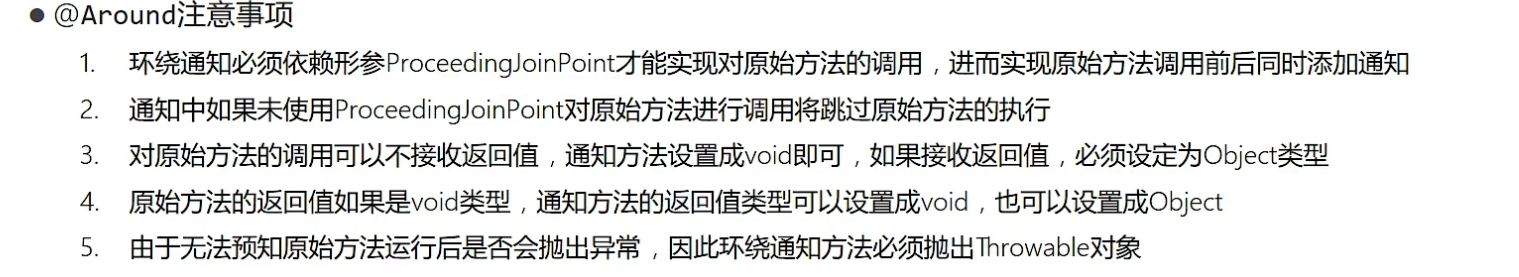 ● @Around注意事项
1. 环绕通知必须依赖形参ProceedingJoinPoint才能实现对原始方法的调用，进而实现原始方法调用前后同时添加通知
2. 通知中如果未使用ProceedingJoinPoint对原始方法进行调用将跳过原始方法的执行
3. 对原始方法的调用可以不接收返回值，通知方法设置成void即可，如果接收返回值，必须设定为Object类型
4. 原始方法的返回值如果是void类型，通知方法的返回值类型可以设置成void，也可以设置成Object
5. 由于无法预知原始方法运行后是否会抛出异常，因此环绕通知方法必须抛出Throwable对象